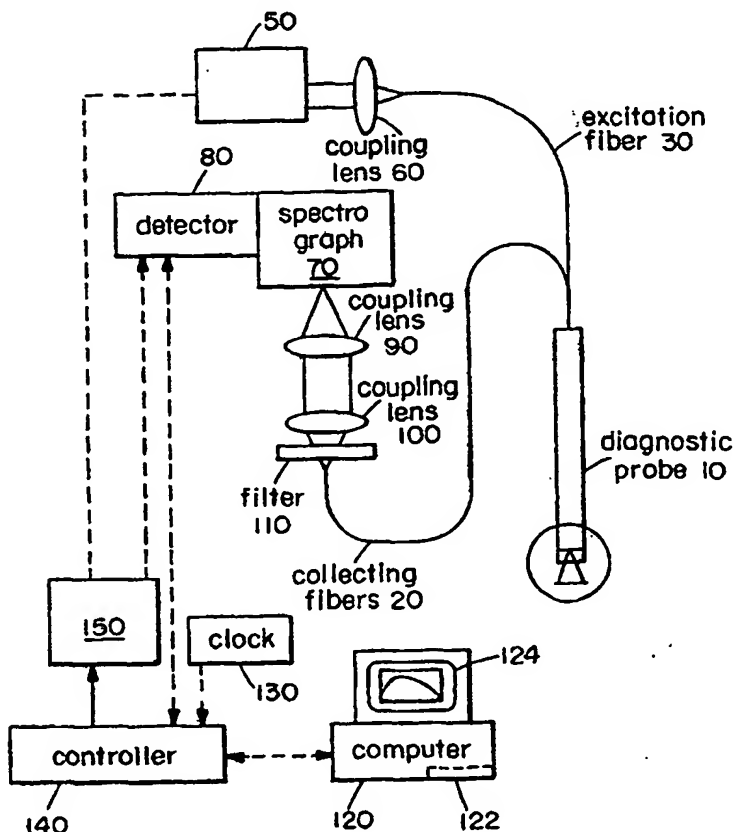 50
coupling
lens 60
excitation
fiber 30
80
detector
spectro
graph
70
coupling
lens
90
coupling
lens
100
filter
110
collecting
fibers 20
diagnostic
probe 10
150
clock
130
124
controller
computer
140
120
122